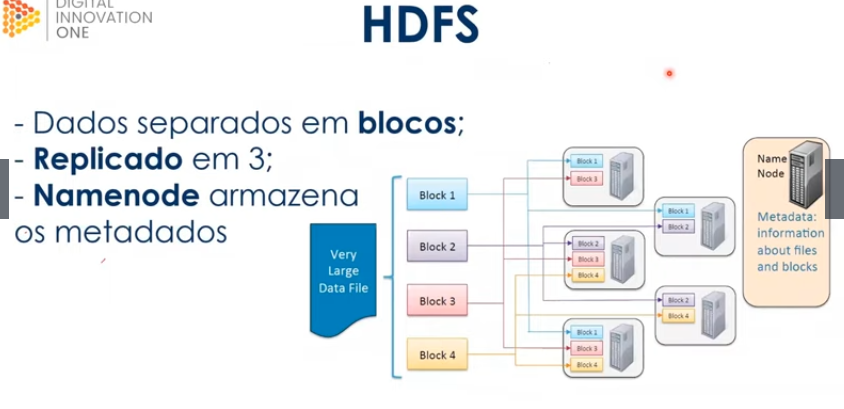 DIGITAL
INNOVATION
ONE
HDFS
- Dados separados em blocos;
- Replicado em 3;
- Namenode armazena
os metadados
Very
Large
Data File
Block 1
Block 2
Block 3
Block 4
Block 1
Block 3
Block 1
Block 2
Block 2
Block 3
Block 4
Block 2
Block 4
Block 1
Block 3
Block 4
Name
Node
Metadata:
information
about files
and blocks